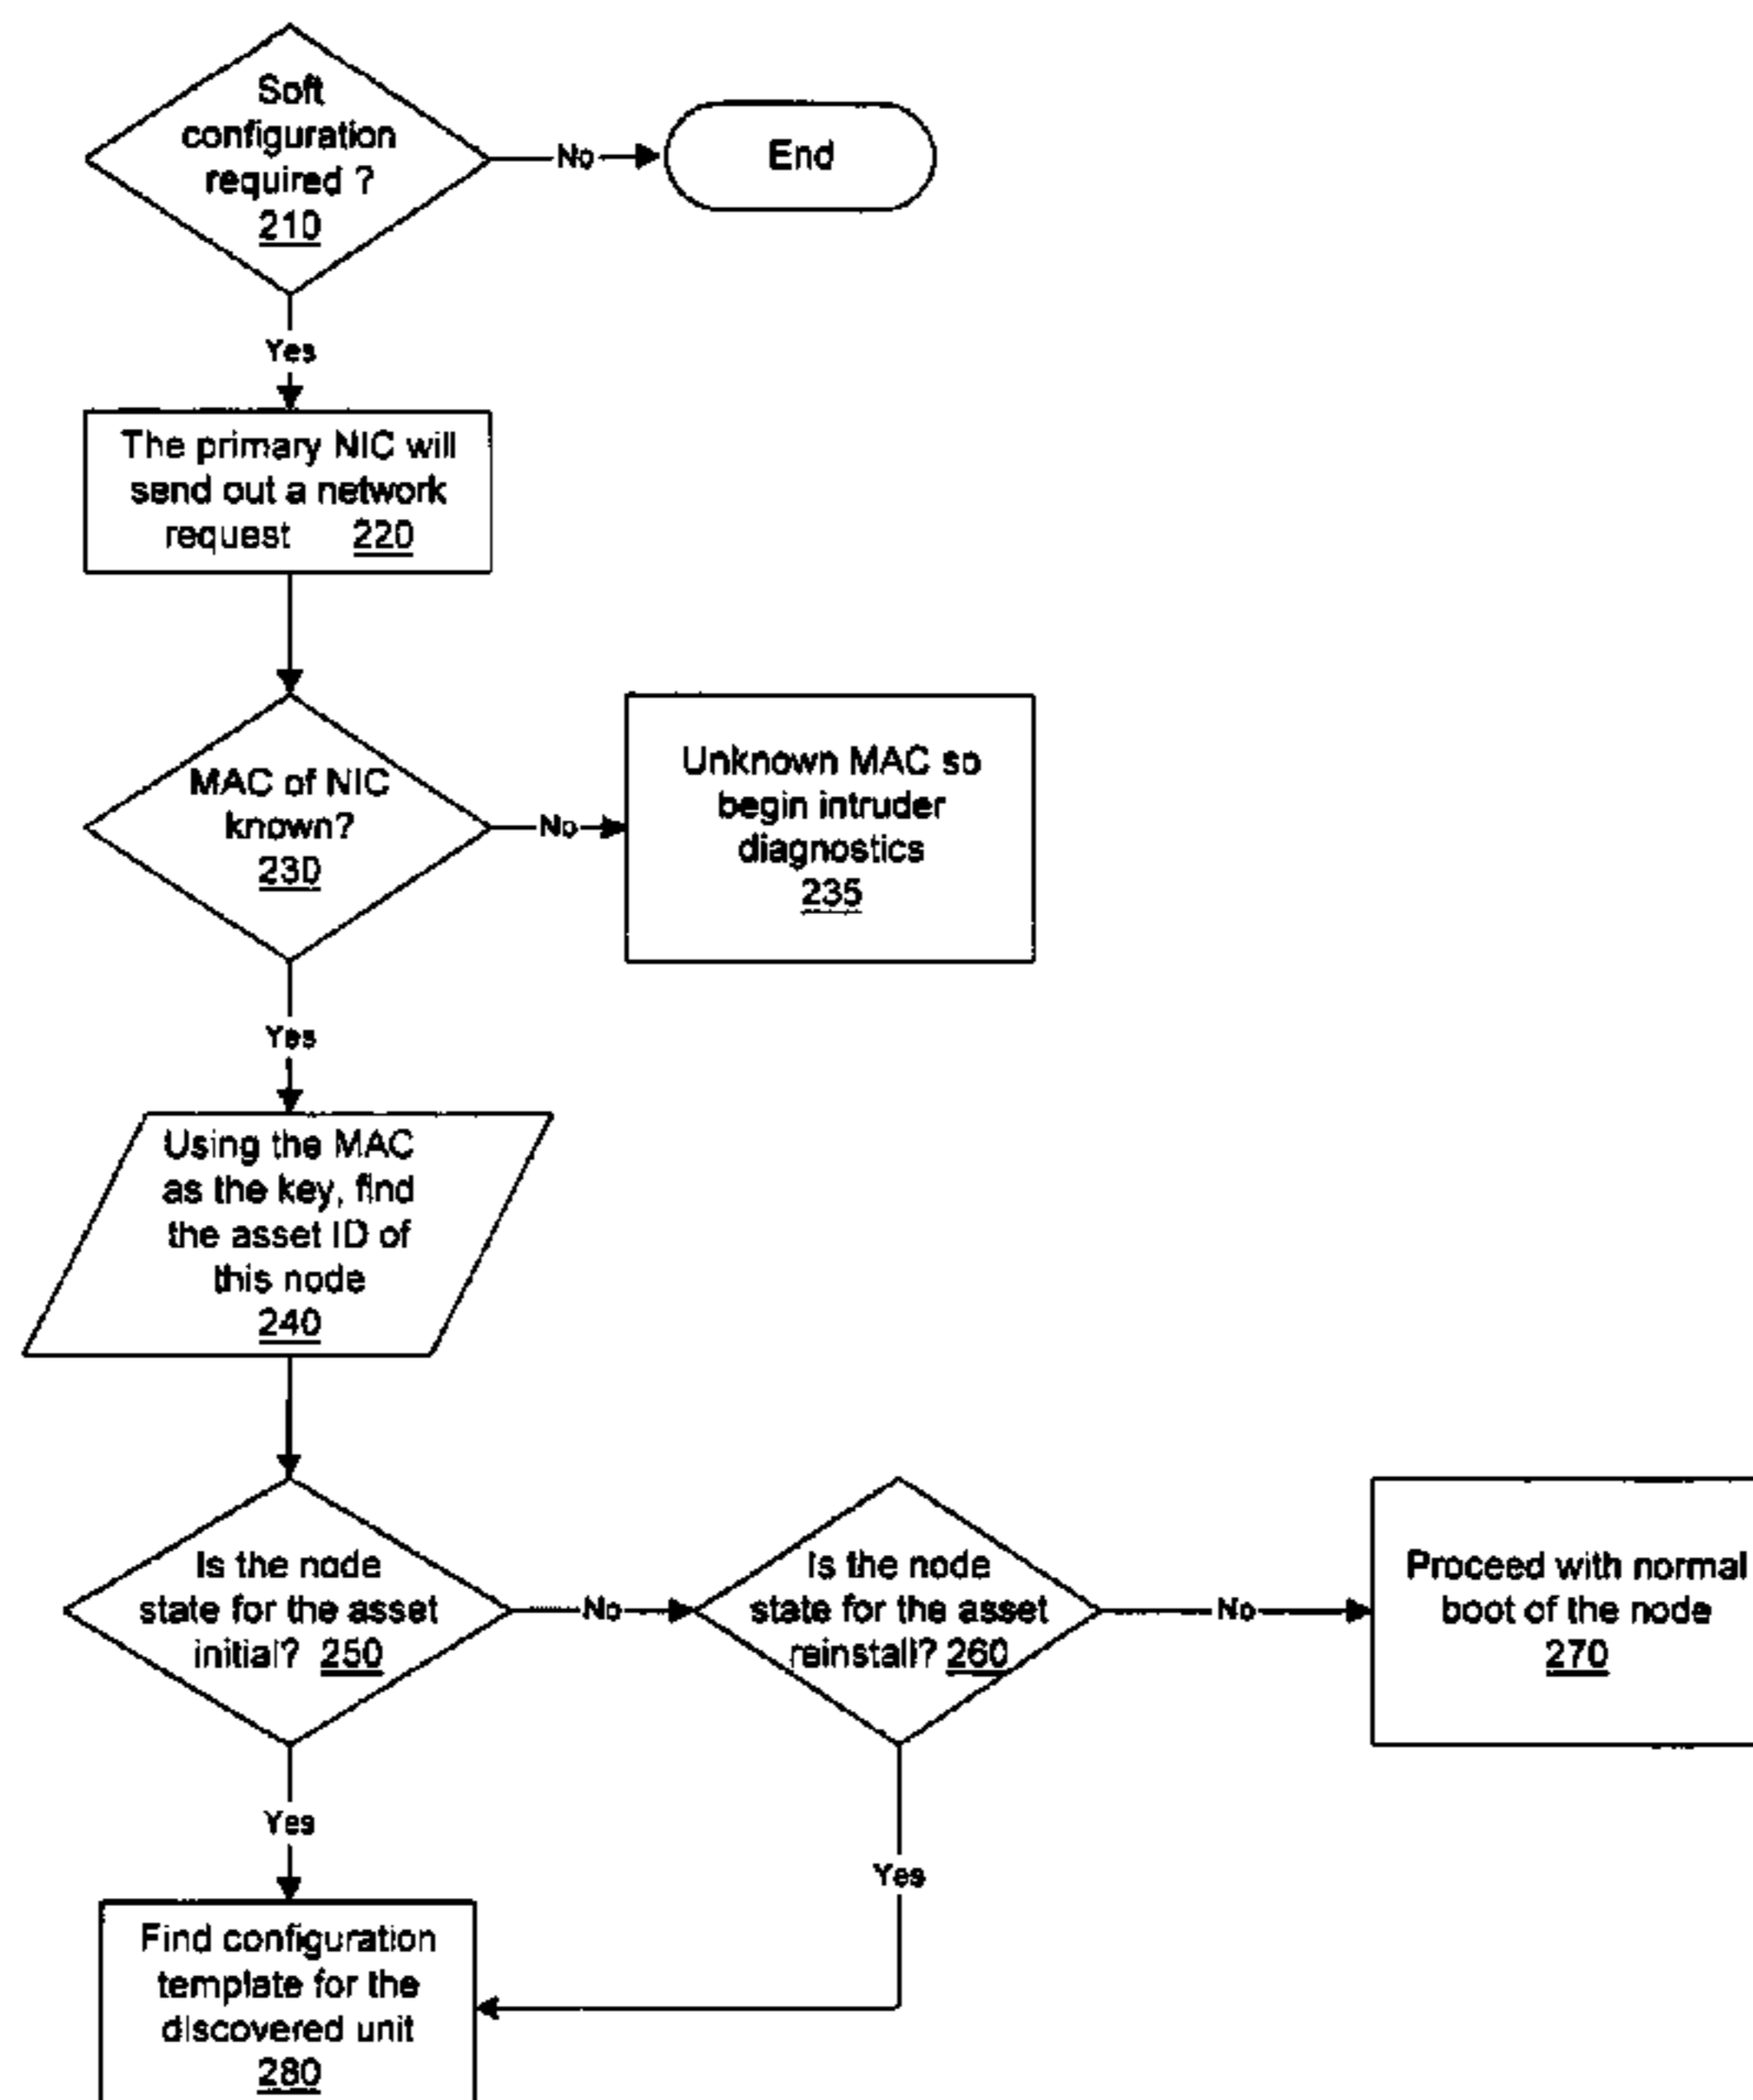 Soft
configuration
required ?
210
No
End
Yes
The primary NIC will
send out a network
request 220
MAC of NIC
known?
230
No
Unknown MAC so
begin intruder
diagnostics
235
Yes
Using the MAC
as the key, find
the asset ID of
this node
240
Is the node
state for the asset
initial? 250
No
Is the node
state for the asset
reinstall? 260
No
Proceed with normal
boot of the node
270
Yes
Yes
Find configuration
template for the
discovered unit
280